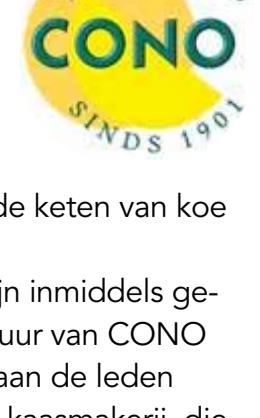 CONO
SINDS 1901
de keten van koe
jn inmiddels ge-
uur van CONO
aan de leden
kaasmakerij, die